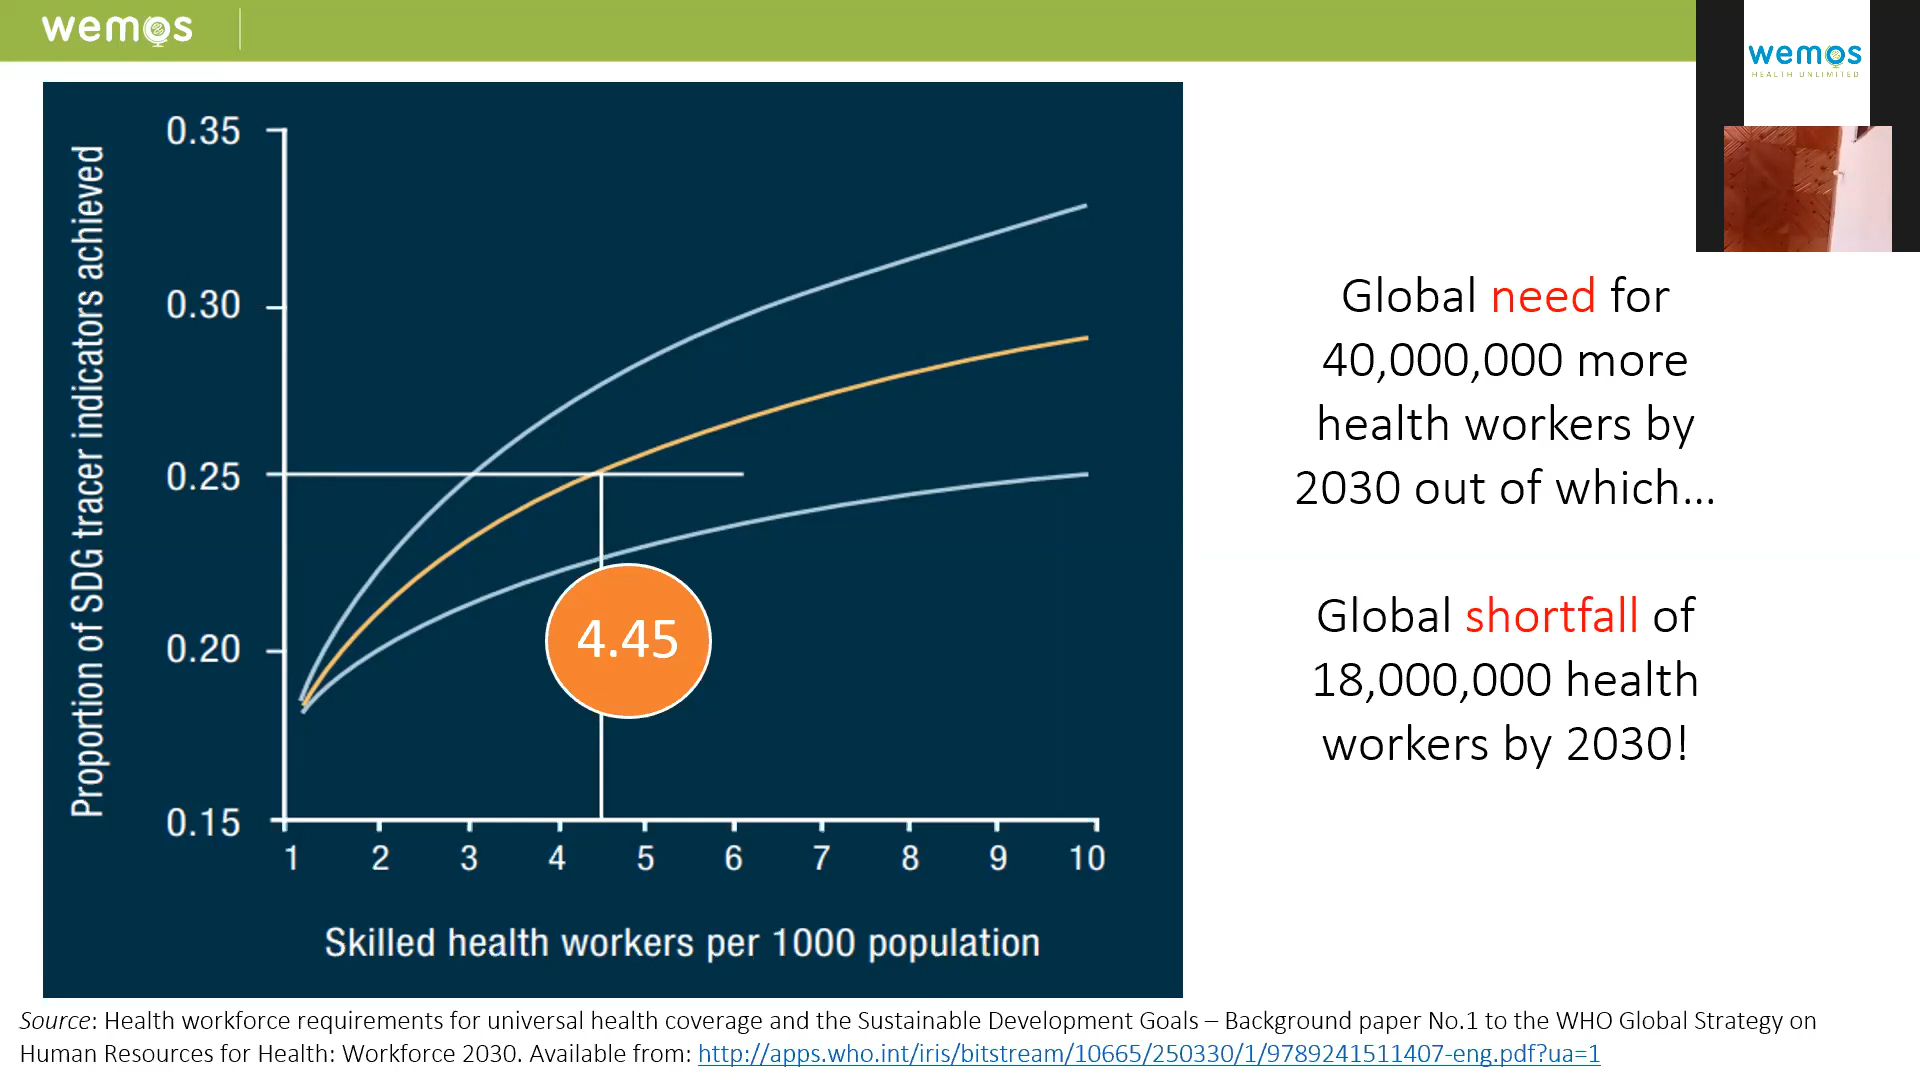 wemos
wemos
HEALTH UNLIMITED
Proportion of SDG tracer indicators achieved
0.35
0.30
0.25
0.20
0.15
4.45
1 2 3 4 5 6 7 8 9 10
Skilled health workers per 1000 population
Global need for
40,000,000 more
health workers by
2030 out of which...
Global shortfall of
18,000,000 health
workers by 2030!
Source: Health workforce requirements for universal health coverage and the Sustainable Development Goals – Background paper No.1 to the WHO Global Strategy on
Human Resources for Health: Workforce 2030. Available from: http://apps.who.int/iris/bitstream/10665/250330/1/9789241511407-eng.pdf?ua=1